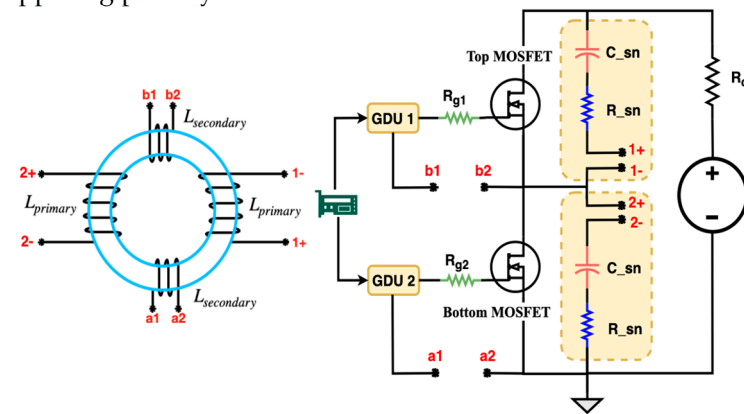 b1 b2
L_secondary
2+
1-
L_primary
L_primary
2-
1+
L_secondary
a1 a2
Top MOSFET
C_sn
R_g1
GDU 1
R_sn
1+
1-
b1
b2
2+
2-
R_g2
C_sn
GDU 2
Bottom MOSFET
R_sn
a1
a2
+
-